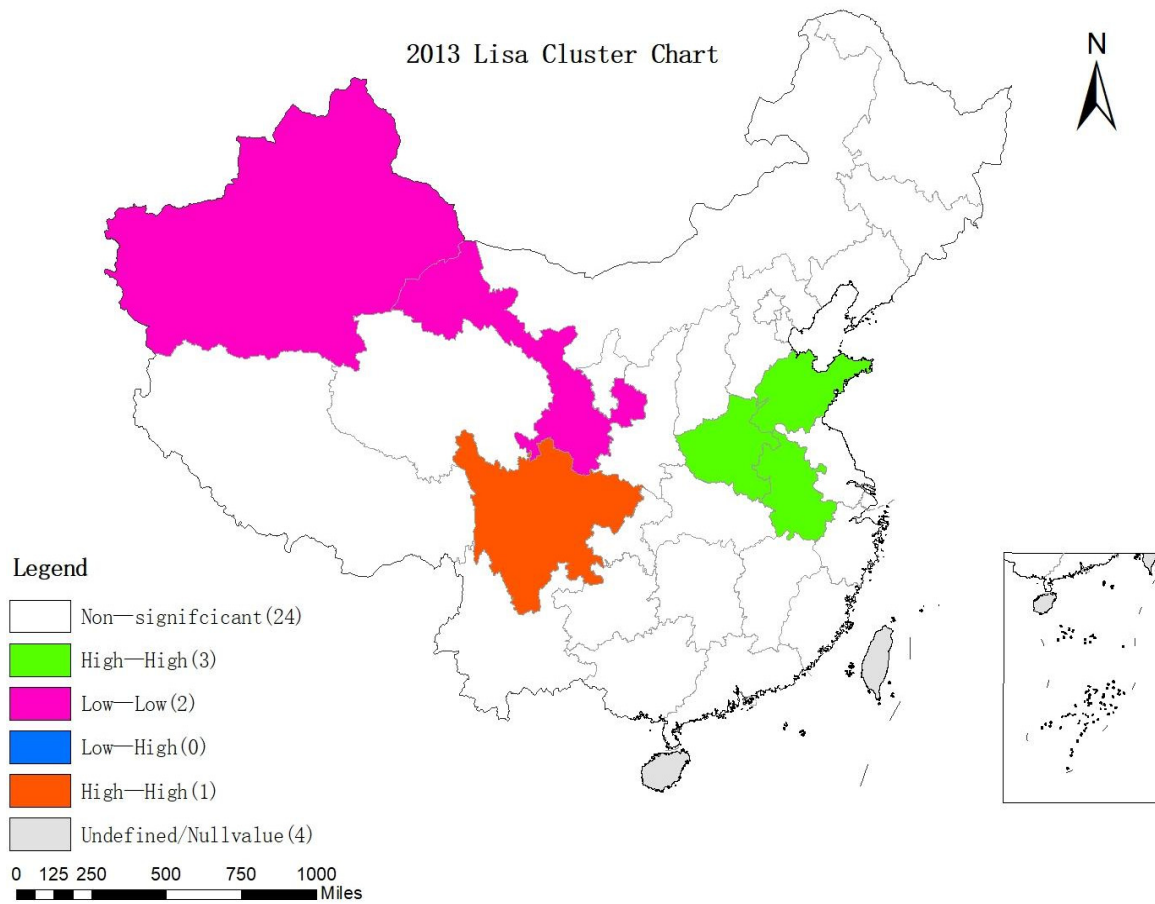 2013 Lisa Cluster Chart
N
Legend
Non—signifcicant(24)
High—High(3)
Low—Low(2)
Low—High(0)
High—High(1)
Undefined/Nullvalue(4)
0 125 250 500 750 1000
Miles